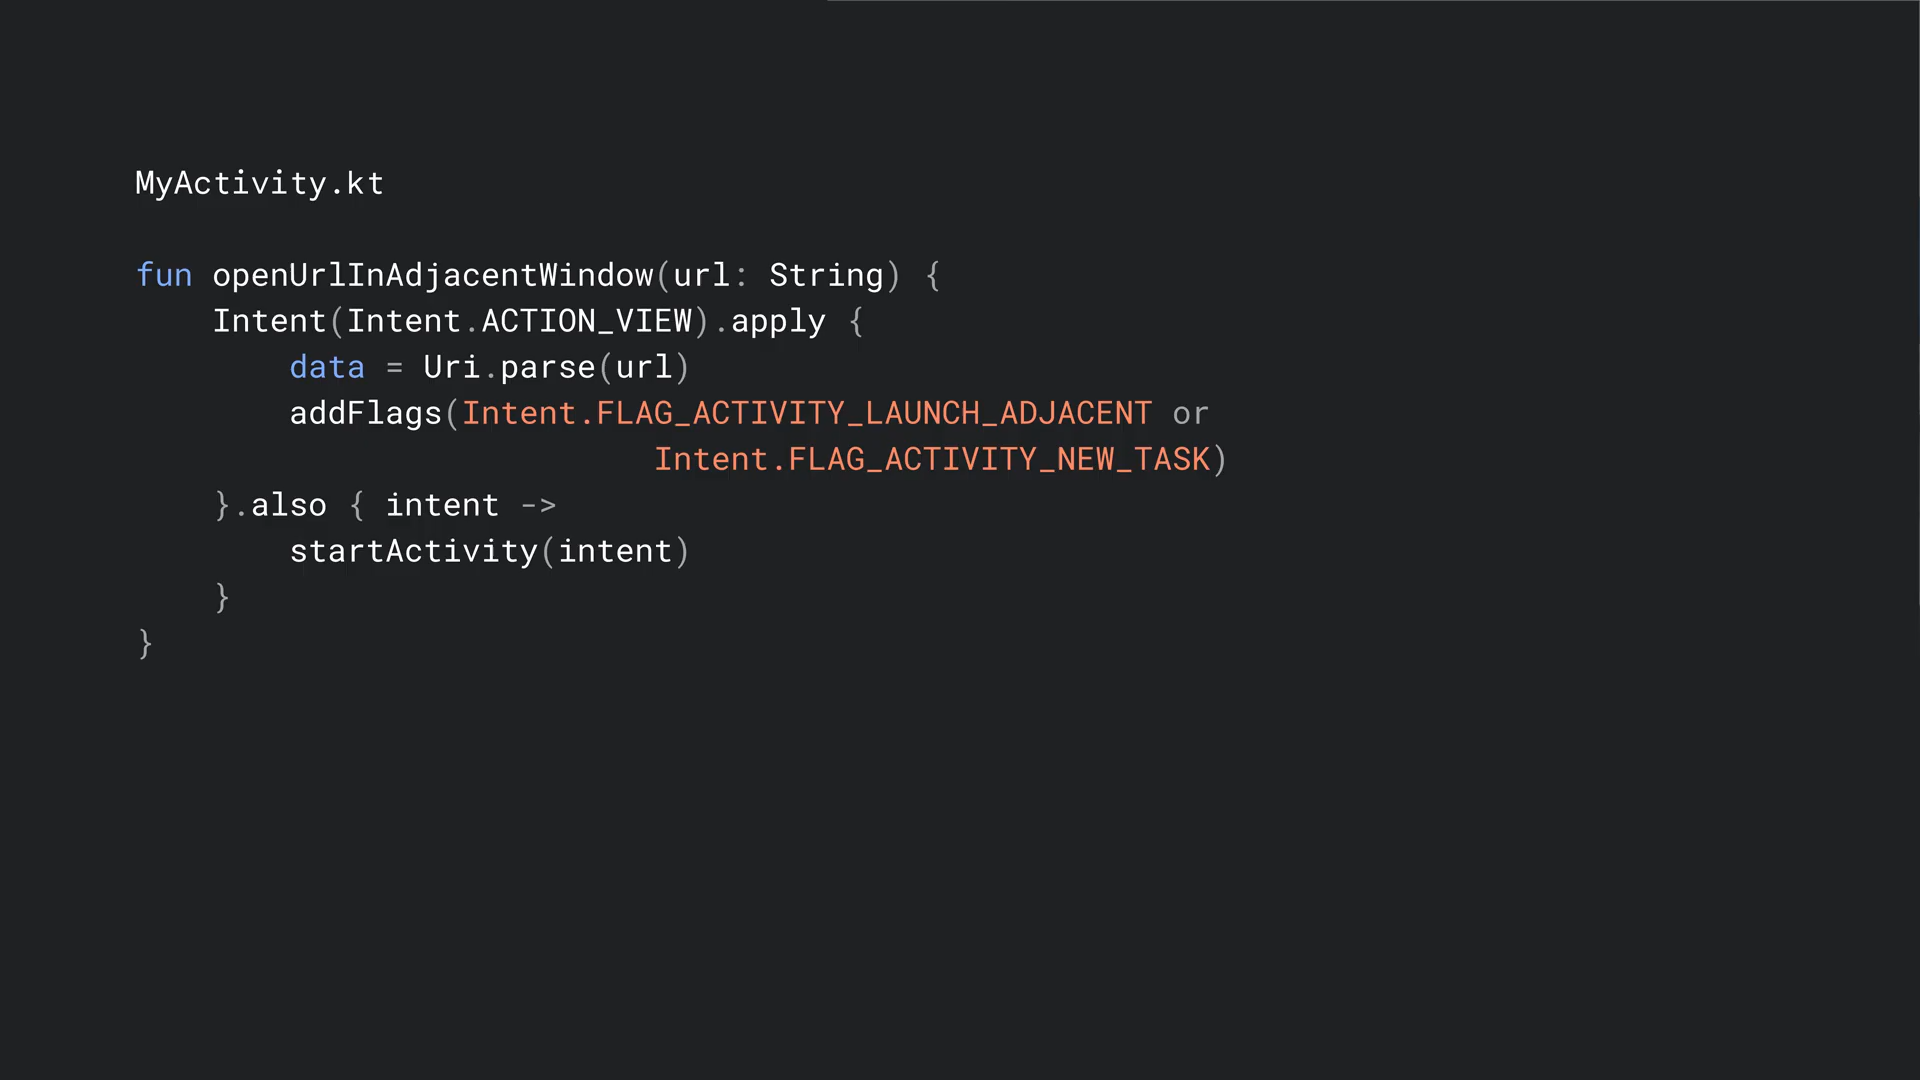 MyActivity.kt
fun openUrlInAdjacentWindow(url: String) {
    Intent(Intent.ACTION_VIEW).apply {
        data = Uri.parse(url)
        addFlags(Intent.FLAG_ACTIVITY_LAUNCH_ADJACENT or
                           Intent.FLAG_ACTIVITY_NEW_TASK)
    }.also { intent ->
        startActivity(intent)
    }
}